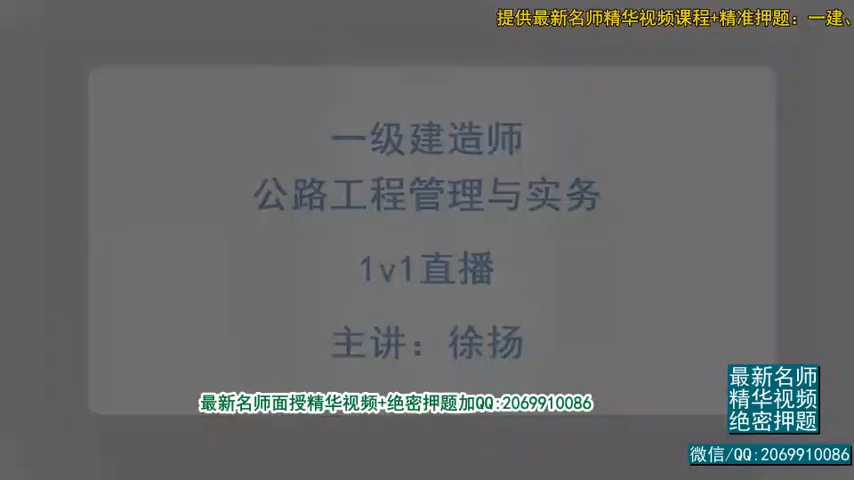 提供最新名师精华视频课程+精准押题：一建、
一级建造师
公路工程管理与实务
1v1直播
主讲：徐扬
最新名师面授精华视频+绝密押题加QQ:2069910086
最新名师
精华视频
绝密押题
微信/QQ:2069910086